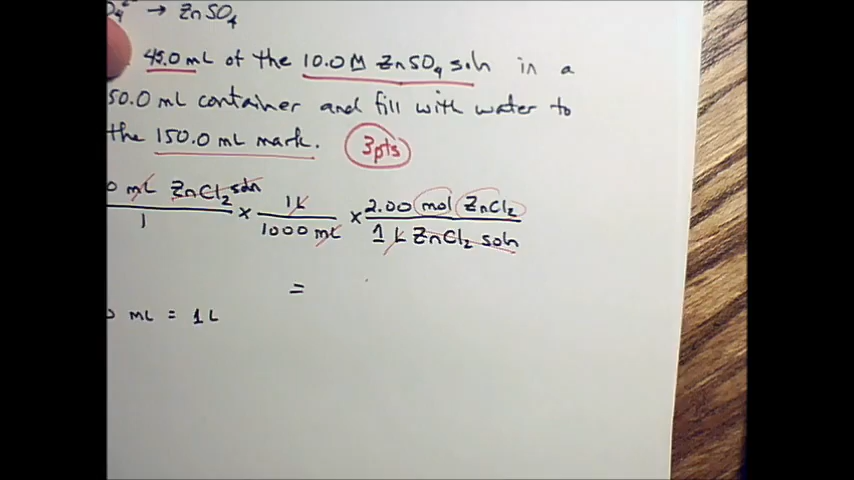 → ZnSO₄
45.0 mL of the 10.0 M ZnSO₄ soln in a
50.0 mL container and fill with water to
the 150.0 mL mark. 3pts
0 mL ZnCl₂ soln / 1 × 1 L / 1000 mL × 2.00 mol ZnCl₂ / 1 L ZnCl₂ soln
=
0 mL = 1 L